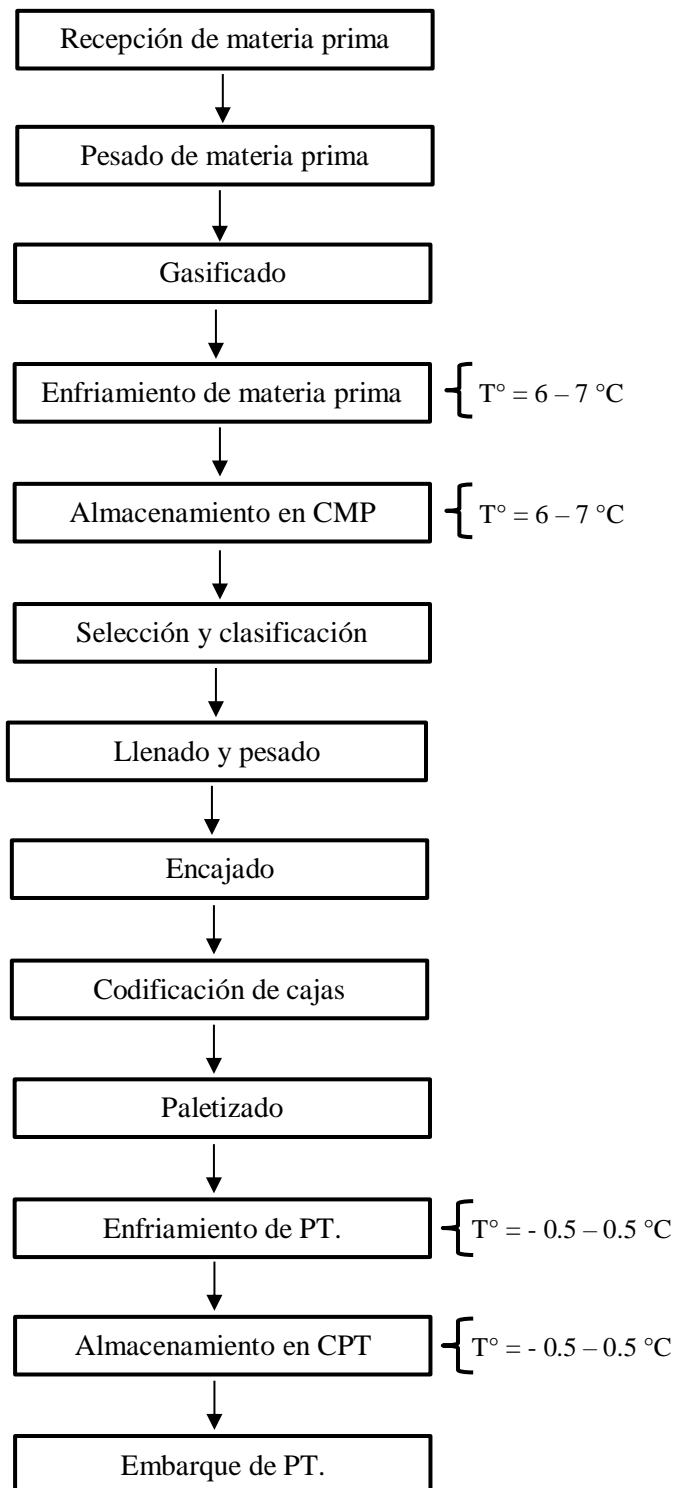 Recepción de materia prima
Pesado de materia prima
Gasificado
Enfriamiento de materia prima
T° = 6 – 7 °C
Almacenamiento en CMP
T° = 6 – 7 °C
Selección y clasificación
Llenado y pesado
Encajado
Codificación de cajas
Paletizado
Enfriamiento de PT.
T° = - 0.5 – 0.5 °C
Almacenamiento en CPT
T° = - 0.5 – 0.5 °C
Embarque de PT.